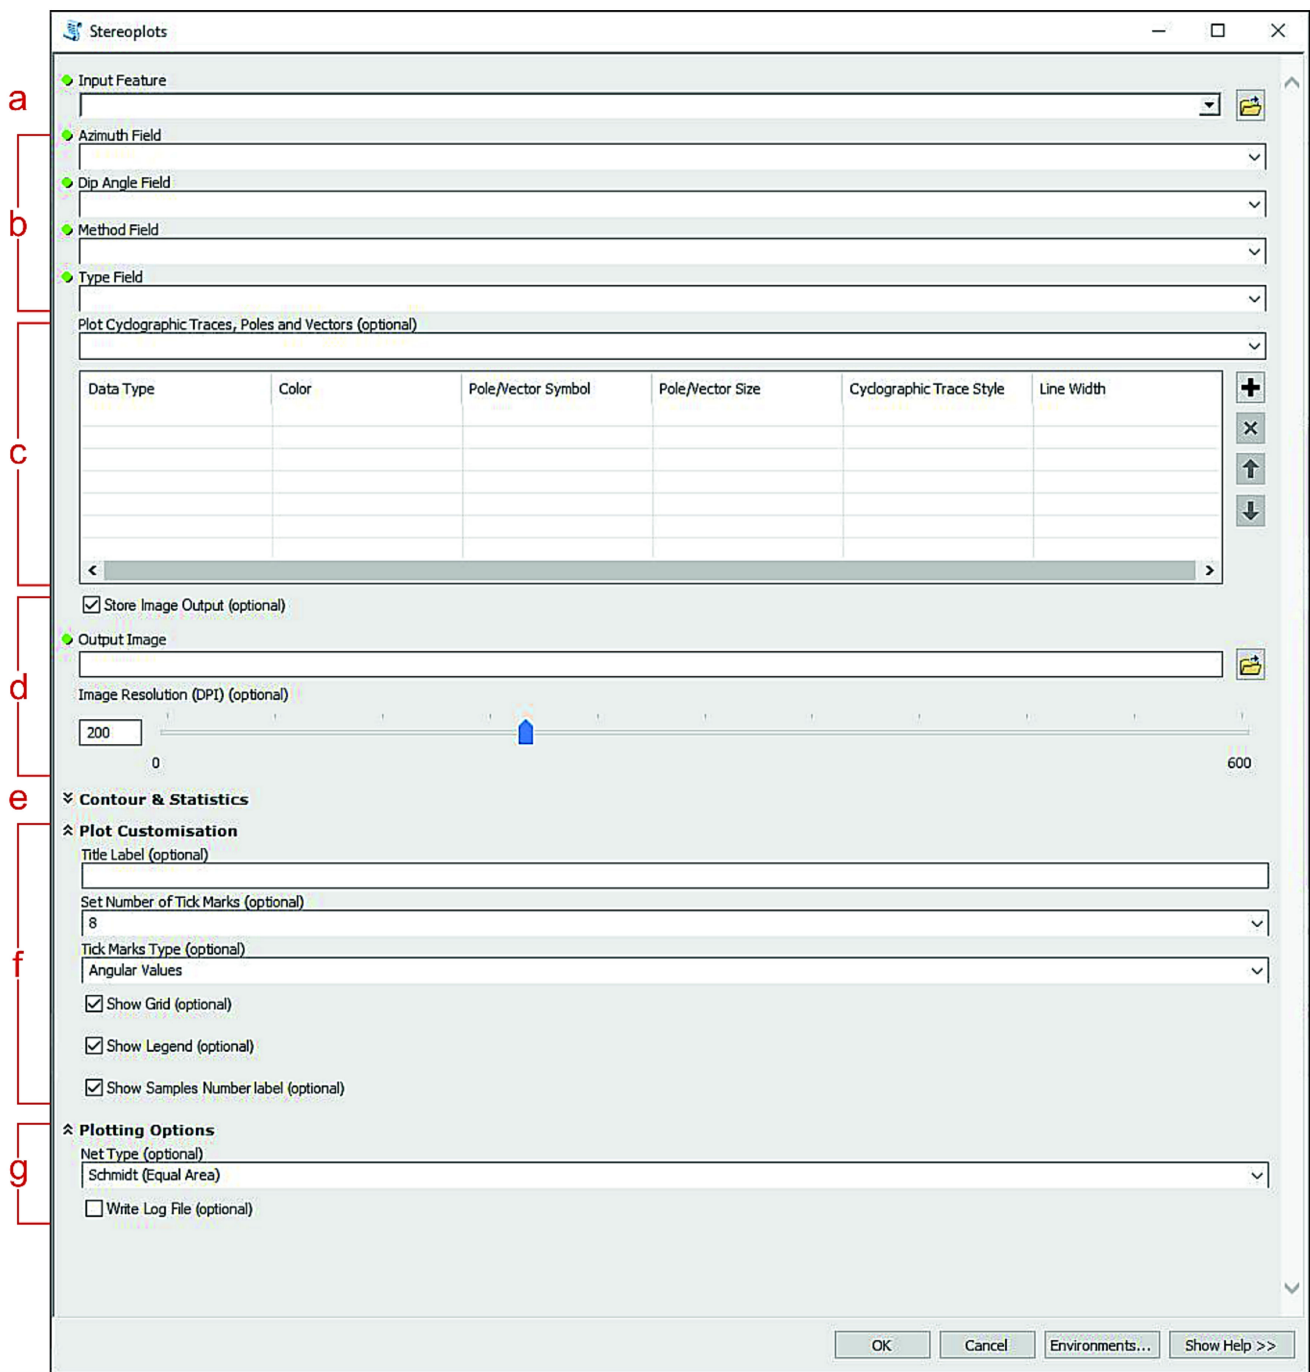 Stereoplots
a
Input Feature
b
Azimuth Field
Dip Angle Field
Method Field
Type Field
c
Plot Cyclographic Traces, Poles and Vectors (optional)
Data Type Color Pole/Vector Symbol Pole/Vector Size Cyclographic Trace Style Line Width
d
Store Image Output (optional)
Output Image
Image Resolution (DPI) (optional)
200
0 600
e
Contour & Statistics
f
Plot Customisation
Title Label (optional)
Set Number of Tick Marks (optional)
8
Tick Marks Type (optional)
Angular Values
Show Grid (optional)
Show Legend (optional)
Show Samples Number label (optional)
g
Plotting Options
Net Type (optional)
Schmidt (Equal Area)
Write Log File (optional)
OK Cancel Environments... Show Help >>